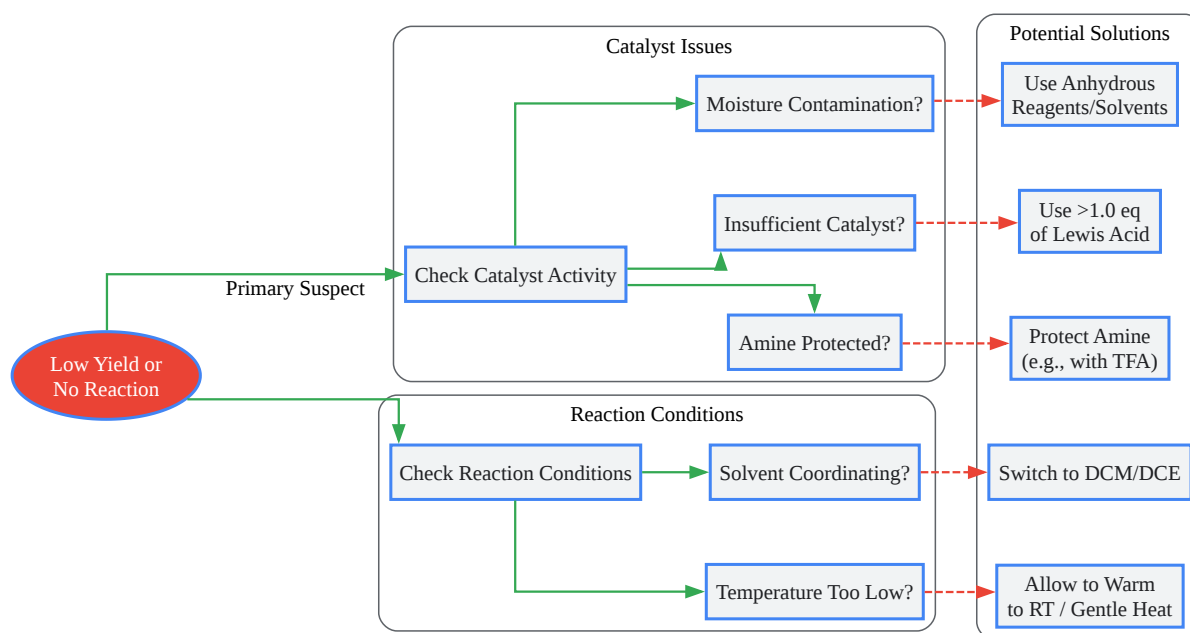 Catalyst Issues
Potential Solutions
Moisture Contamination?
Use Anhydrous
Reagents/Solvents
Insufficient Catalyst?
Use >1.0 eq
of Lewis Acid
Check Catalyst Activity
Primary Suspect
Amine Protected?
Protect Amine
(e.g., with TFA)
Low Yield or
No Reaction
Reaction Conditions
Check Reaction Conditions
Solvent Coordinating?
Switch to DCM/DCE
Temperature Too Low?
Allow to Warm
to RT / Gentle Heat